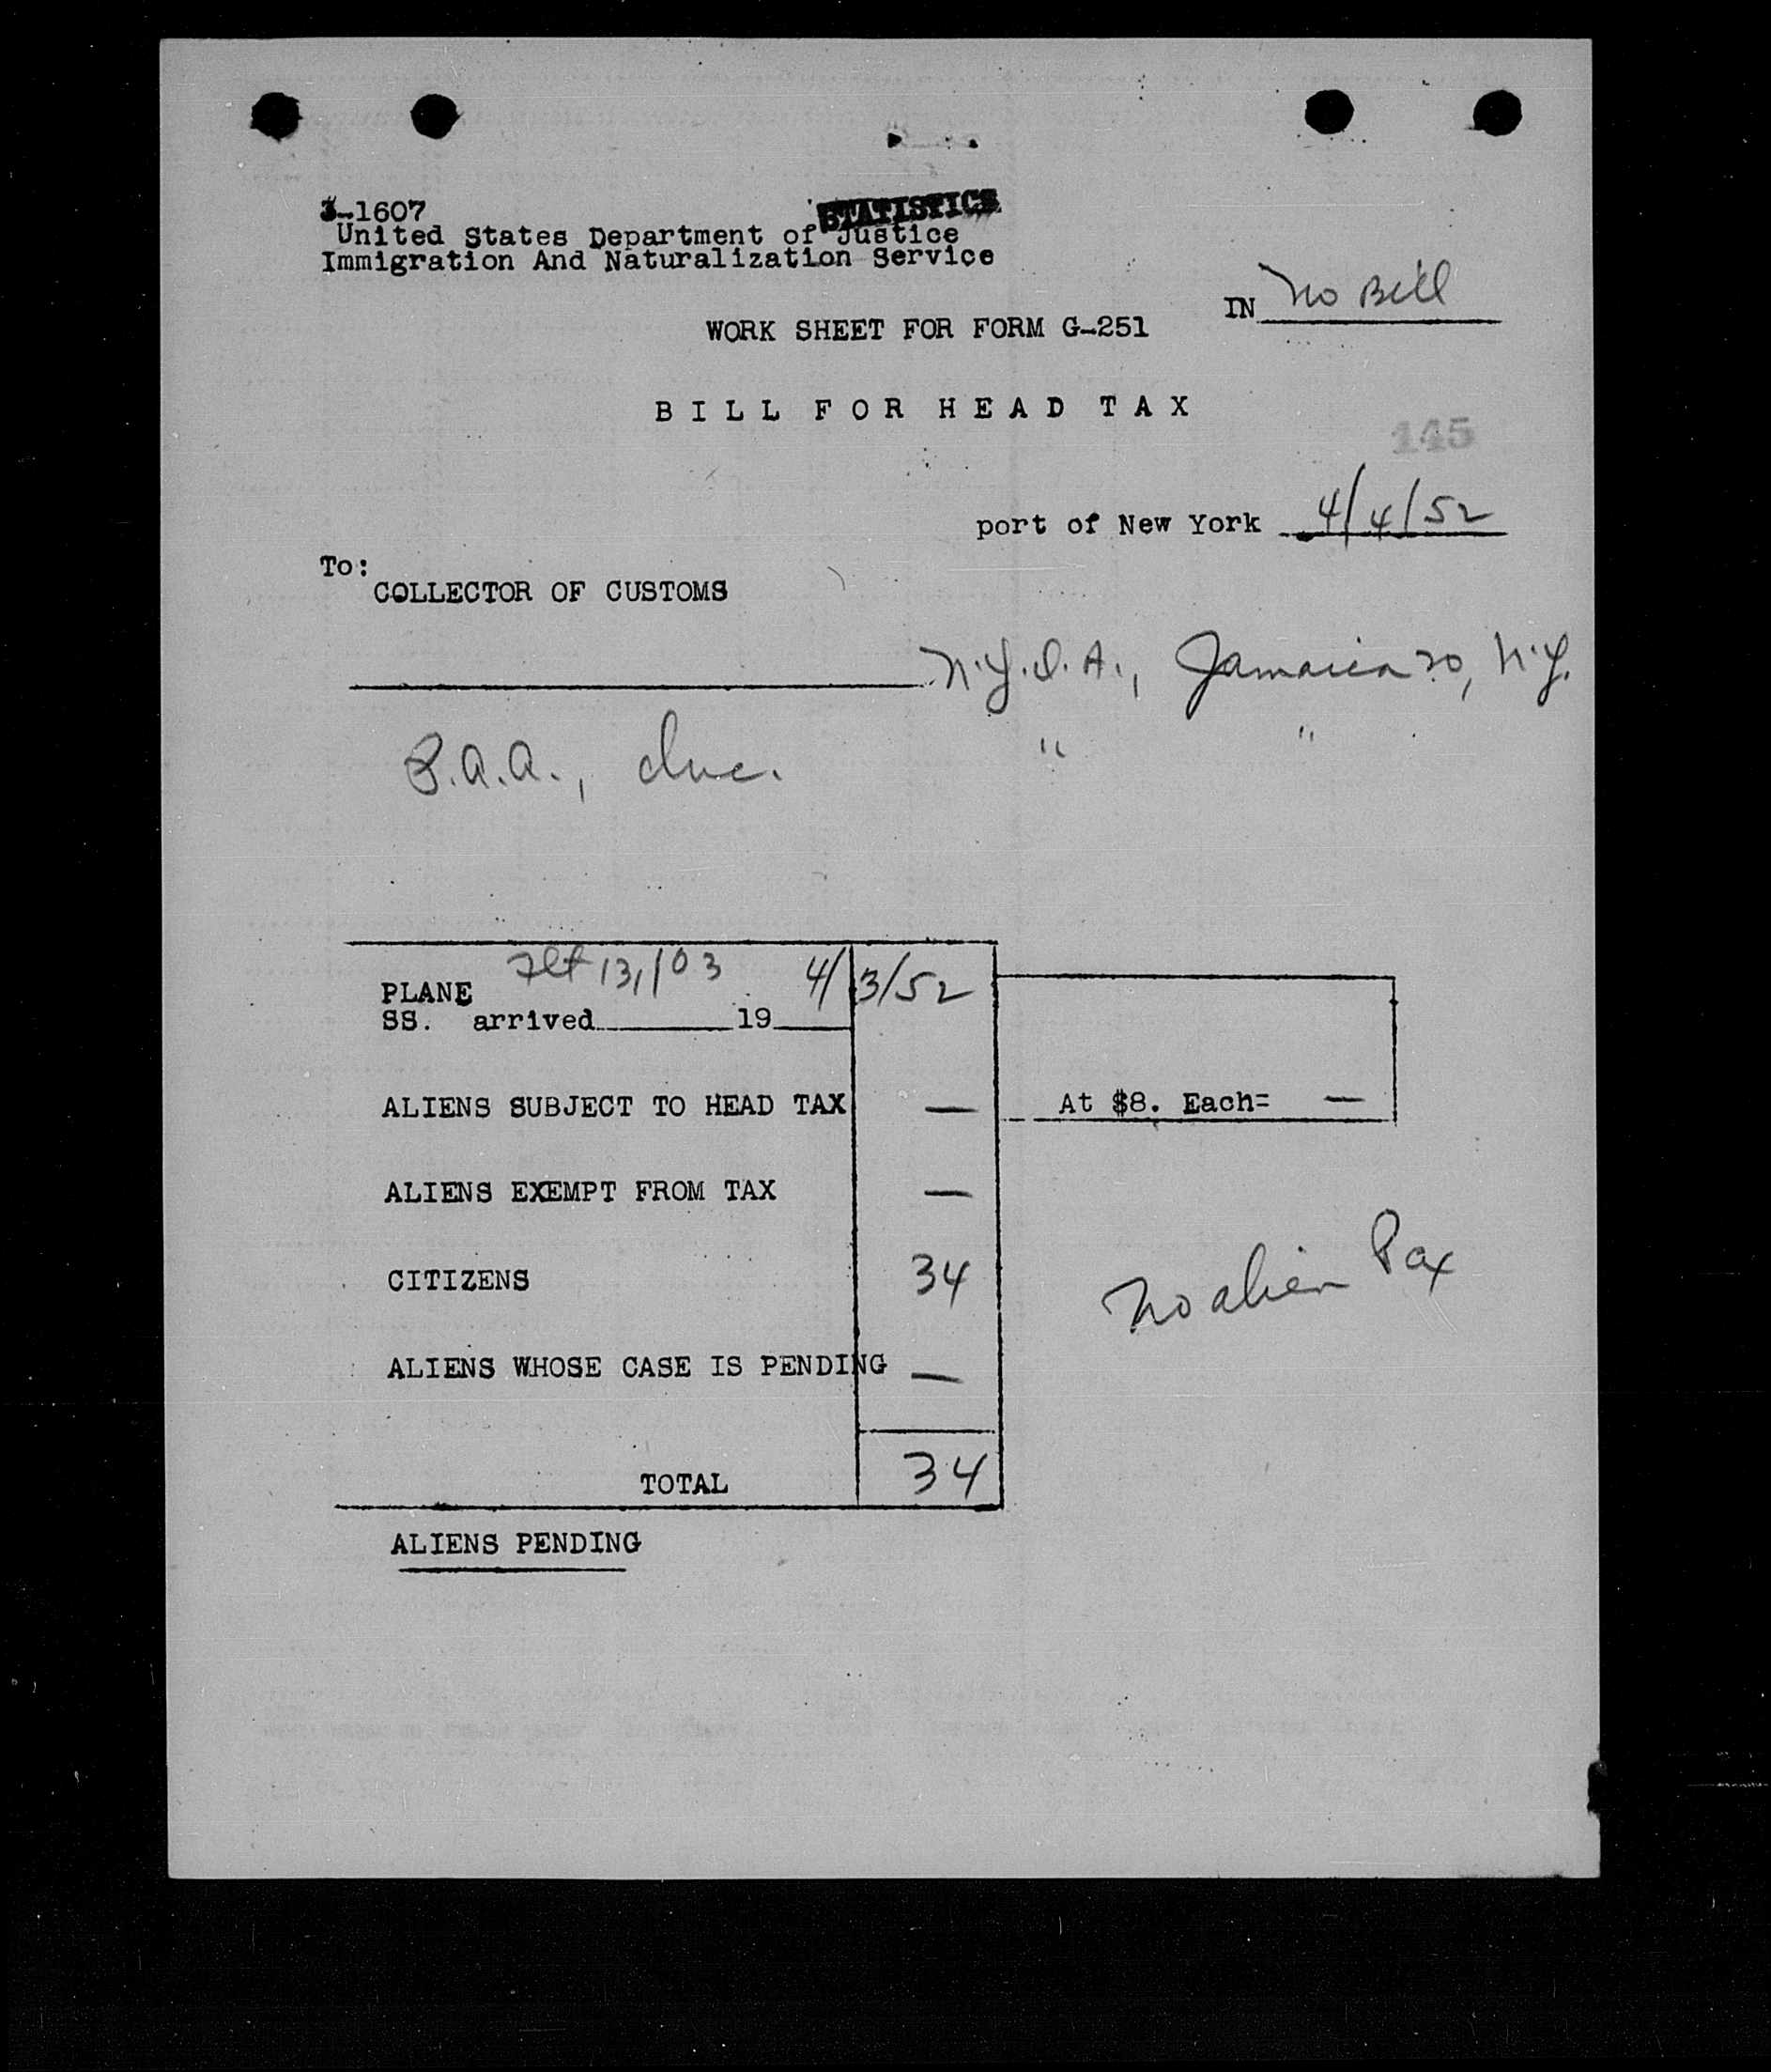 STATISTICS
3-1607
United States Department of Justice
Immigration And Naturalization Service
IN No Bill
WORK SHEET FOR FORM G-251
BILL FOR HEAD TAX
145
port of New York 4/4/52
To:
COLLECTOR OF CUSTOMS
N.Y.I.A., Jamaica 30, N.Y.
P.A.A., Inc. " "
PLANE Flt 131/03 4/3/52
SS. arrived 19
ALIENS SUBJECT TO HEAD TAX — At $8. Each= —
ALIENS EXEMPT FROM TAX —
CITIZENS 34
No alien Pax
ALIENS WHOSE CASE IS PENDING —
TOTAL 34
ALIENS PENDING